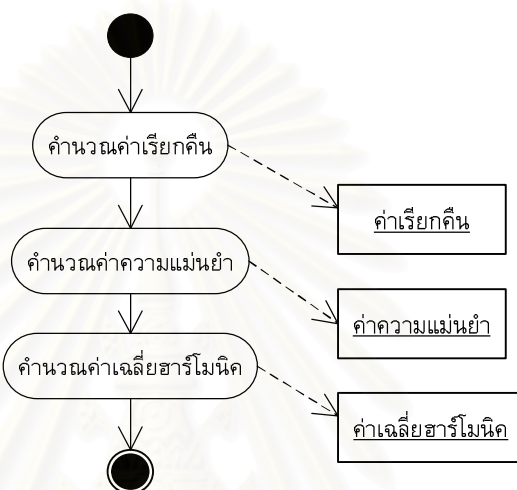 คำนวณค่าเรียกคืน
ค่าเรียกคืน
คำนวณค่าความแม่นยำ
ค่าความแม่นยำ
คำนวณค่าเฉลี่ยฮาร์โมนิค
ค่าเฉลี่ยฮาร์โมนิค